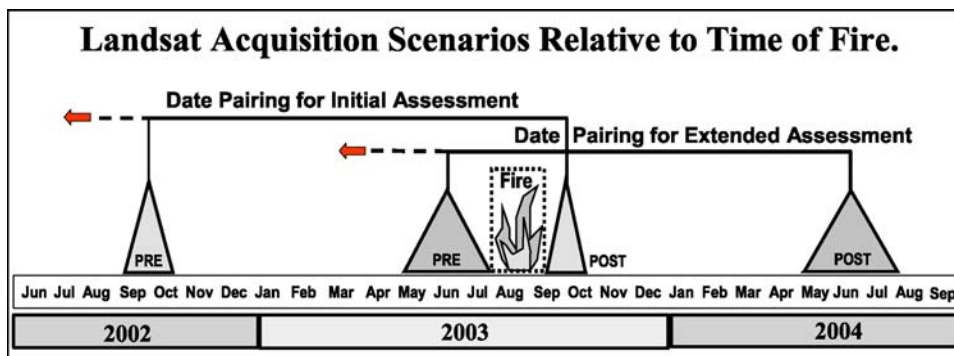 Landsat Acquisition Scenarios Relative to Time of Fire.
Date Pairing for Initial Assessment
Date Pairing for Extended Assessment
Fire
PRE
PRE
POST
POST
Jun Jul Aug Sep Oct Nov Dec Jan Feb Mar Apr May Jun Jul Aug Sep Oct Nov Dec Jan Feb Mar Apr May Jun Jul Aug Sep
2002 2003 2004